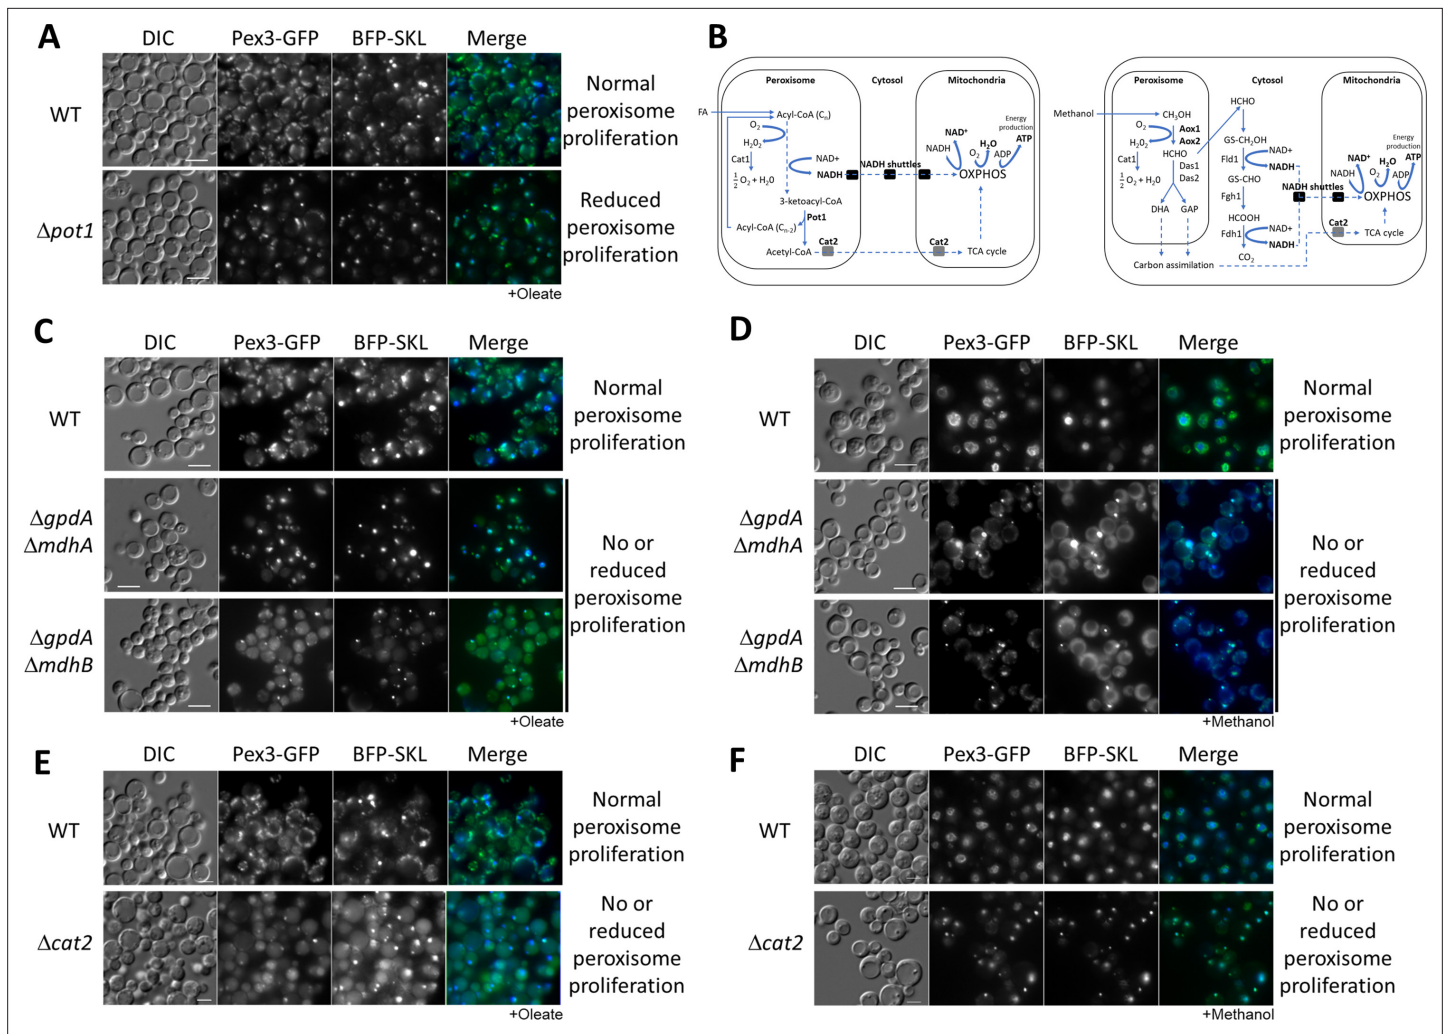 A
DIC
Pex3-GFP
BFP-SKL
Merge
WT
Normal
peroxisome
proliferation
Δpot1
Reduced
peroxisome
proliferation
+Oleate
B
Peroxisome
Cytosol
Mitochondria
FA
Acyl-CoA (Cn)
O2
H2O2
Cat1
1/2 O2 + H20
NAD+
NADH
NADH shuttles
3-ketoacyl-CoA
Pot1
Acyl-CoA (Cn-2)
Acetyl-CoA
Cat2
Cat2
TCA cycle
OXPHOS
NADH
NAD+
O2
H2O
ADP
ATP
Energy
production
Peroxisome
Cytosol
Mitochondria
Methanol
CH3OH
O2
H2O2
Aox1
Aox2
Cat1
1/2 O2 + H20
HCHO
Das1
Das2
DHA
GAP
Carbon assimilation
HCHO
GS-CH2OH
Fld1
NAD+
NADH
GS-CHO
Fgh1
HCOOH
Fdh1
NAD+
NADH
CO2
NADH shuttles
Cat2
TCA cycle
OXPHOS
NADH
NAD+
O2
H2O
ADP
ATP
Energy
production
C
DIC
Pex3-GFP
BFP-SKL
Merge
WT
Normal
peroxisome
proliferation
ΔgpdA
ΔmdhA
ΔgpdA
ΔmdhB
No or
reduced
peroxisome
proliferation
+Oleate
D
DIC
Pex3-GFP
BFP-SKL
Merge
WT
Normal
peroxisome
proliferation
ΔgpdA
ΔmdhA
ΔgpdA
ΔmdhB
No or
reduced
peroxisome
proliferation
+Methanol
E
DIC
Pex3-GFP
BFP-SKL
Merge
WT
Normal
peroxisome
proliferation
Δcat2
No or
reduced
peroxisome
proliferation
+Oleate
F
DIC
Pex3-GFP
BFP-SKL
Merge
WT
Normal
peroxisome
proliferation
Δcat2
No or
reduced
peroxisome
proliferation
+Methanol